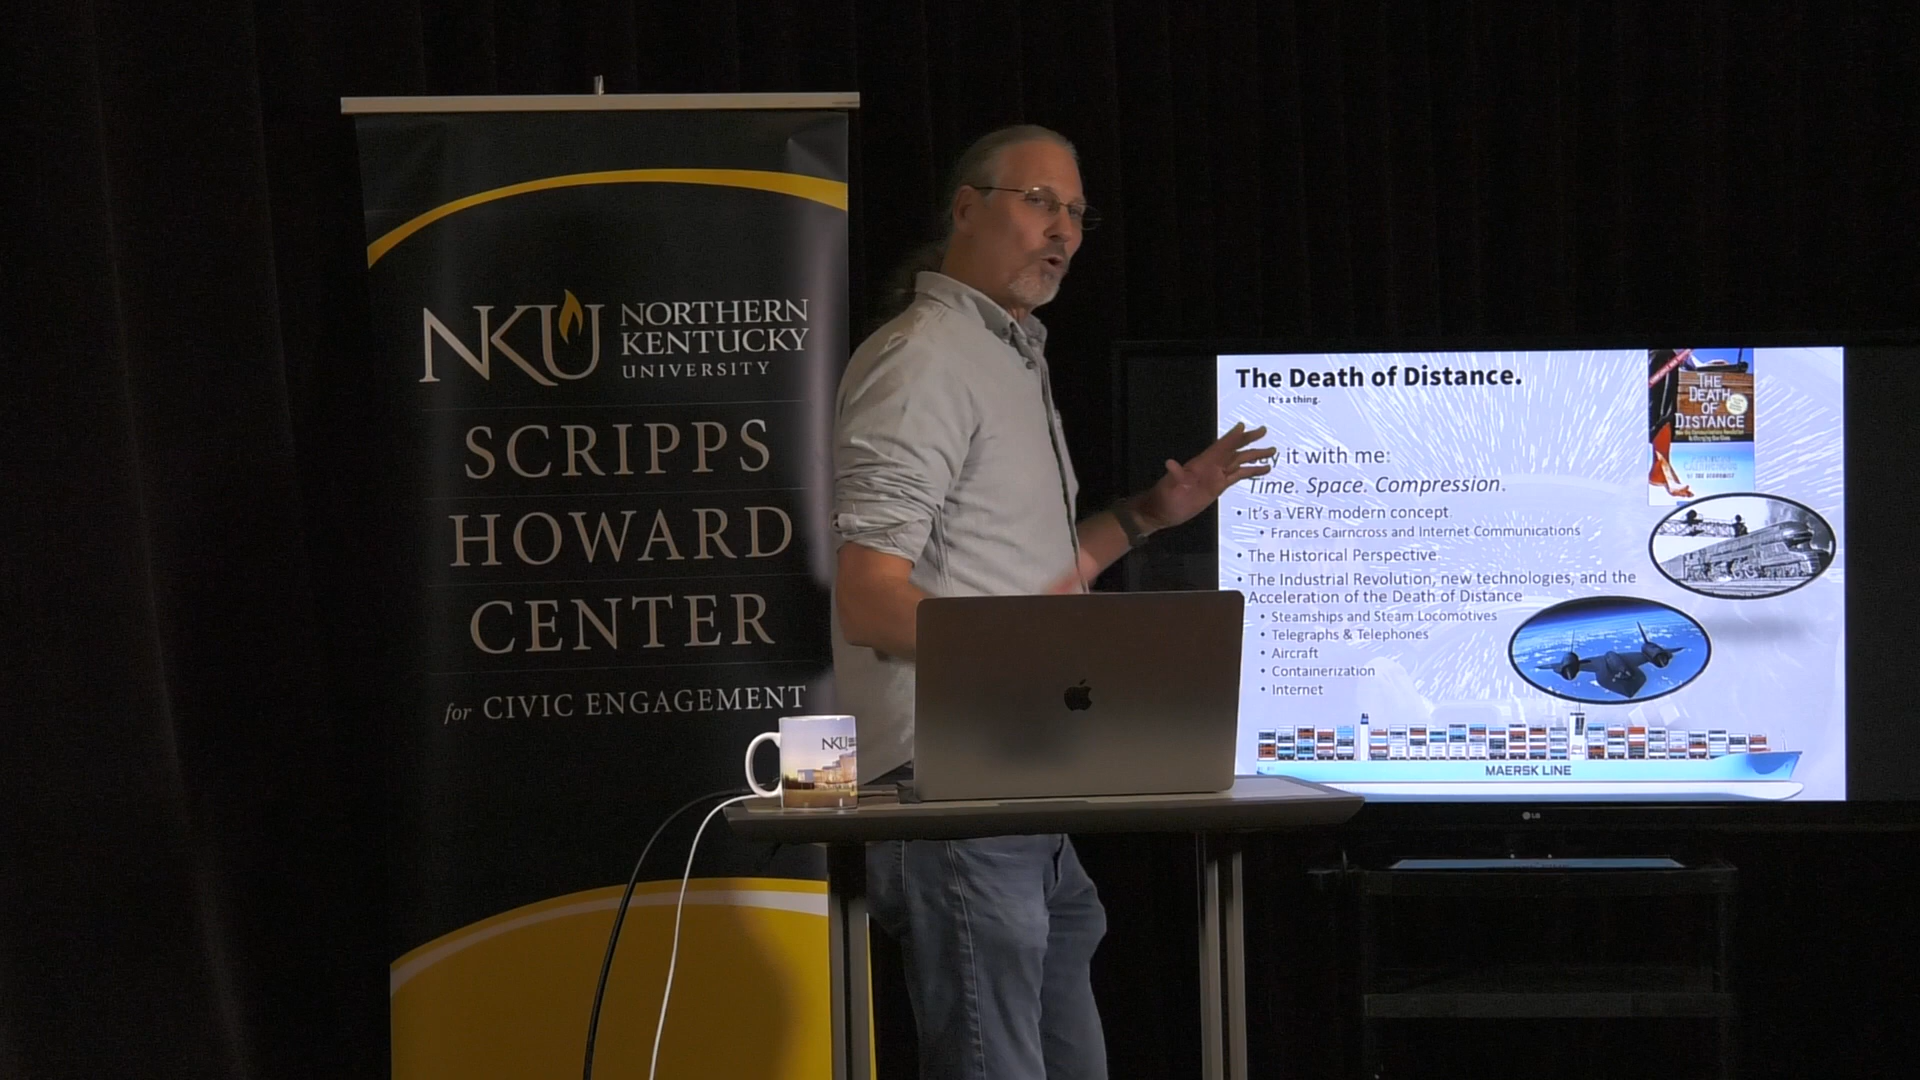 NKU NORTHERN
KENTUCKY
UNIVERSITY
SCRIPPS
HOWARD
CENTER
for CIVIC ENGAGEMENT
NKU
The Death of Distance.
It's a thing.
THE
DEATH
OF
DISTANCE
it with me:
Time. Space. Compression.
• It's a VERY modern concept
• Frances Cairncross and Internet Communications
• The Historical Perspective
• The Industrial Revolution, new technologies, and the
Acceleration of the Death of Distance
• Steamships and Steam Locomotives
• Telegraphs & Telephones
• Aircraft
• Containerization
• Internet
MAERSK LINE
LG